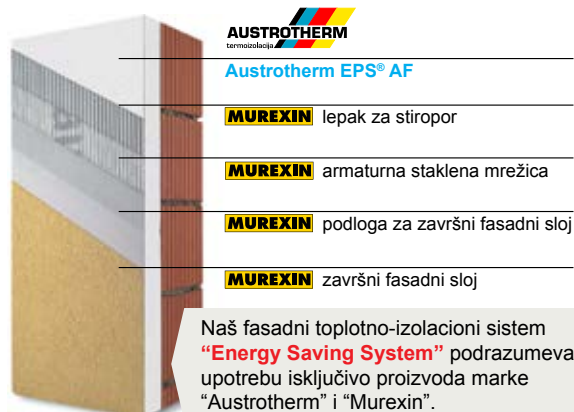 AUSTROTHERM
termoizolacija
Austrotherm EPS® AF
MUREXIN lepak za stiropor
MUREXIN armaturna staklena mrežica
MUREXIN podloga za završni fasadni sloj
MUREXIN završni fasadni sloj
Naš fasadni toplotno-izolacioni sistem
“Energy Saving System” podrazumeva
upotrebu isključivo proizvoda marke
“Austrotherm” i “Murexin”.